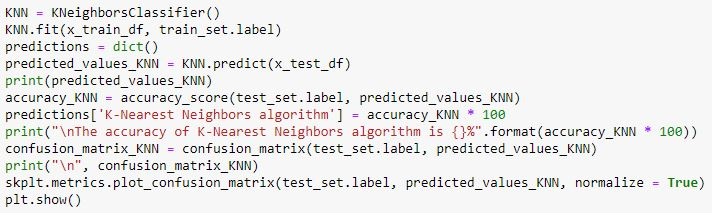 KNN = KNeighborsClassifier()
KNN.fit(x_train_df, train_set.label)
predictions = dict()
predicted_values_KNN = KNN.predict(x_test_df)
print(predicted_values_KNN)
accuracy_KNN = accuracy_score(test_set.label, predicted_values_KNN)
predictions['K-Nearest Neighbors algorithm'] = accuracy_KNN * 100
print("\nThe accuracy of K-Nearest Neighbors algorithm is {}%".format(accuracy_KNN * 100))
confusion_matrix_KNN = confusion_matrix(test_set.label, predicted_values_KNN)
print("\n", confusion_matrix_KNN)
skplt.metrics.plot_confusion_matrix(test_set.label, predicted_values_KNN, normalize = True)
plt.show()